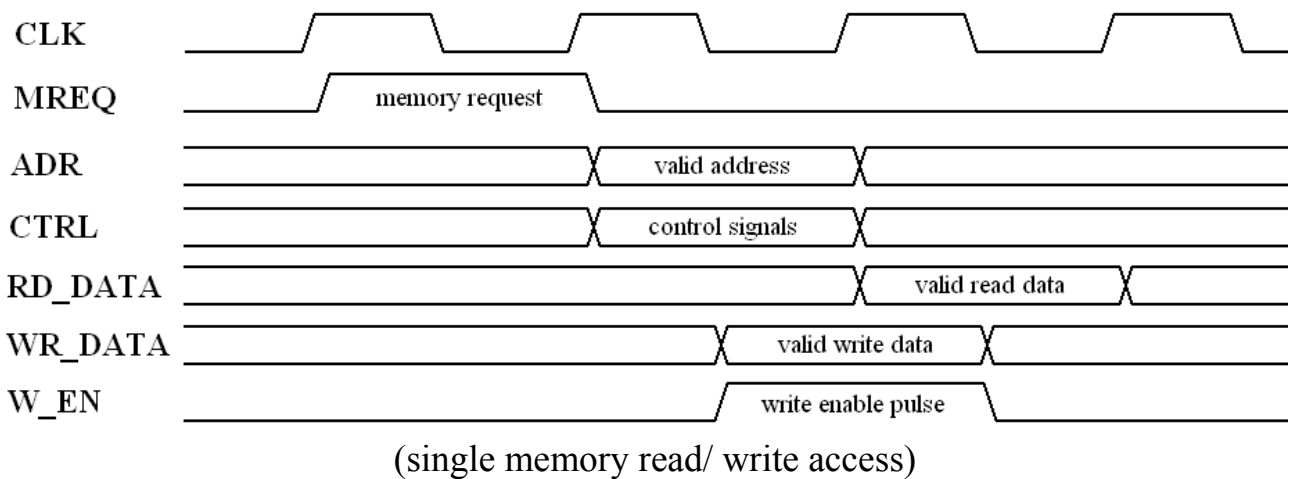 CLK
MREQ memory request
ADR valid address
CTRL control signals
RD_DATA valid read data
WR_DATA valid write data
W_EN write enable pulse
(single memory read/ write access)